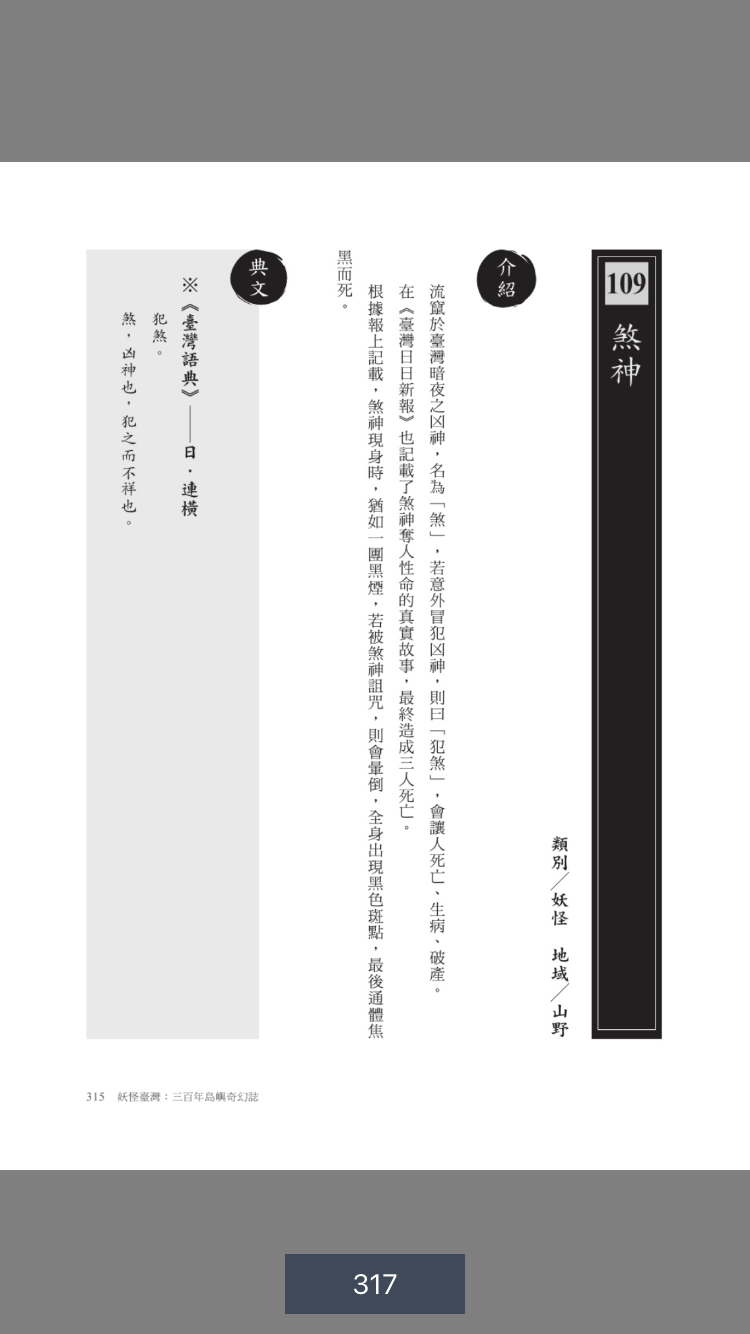 109
煞神
類別／妖怪　地域／山野
介紹
流竄於臺灣暗夜之凶神，名為「煞」，若意外冒犯凶神，則曰「犯煞」，會讓人死亡、生病、破產。
在《臺灣日日新報》也記載了煞神奪人性命的真實故事，最終造成三人死亡。
根據報上記載，煞神現身時，猶如一團黑煙，若被煞神詛咒，則會暈倒，全身出現黑色斑點，最後通體焦
黑而死。
典文
※《臺灣語典》——日．連橫
犯煞。
煞，凶神也，犯之而不祥也。
315　妖怪臺灣：三百年島嶼奇幻誌
317